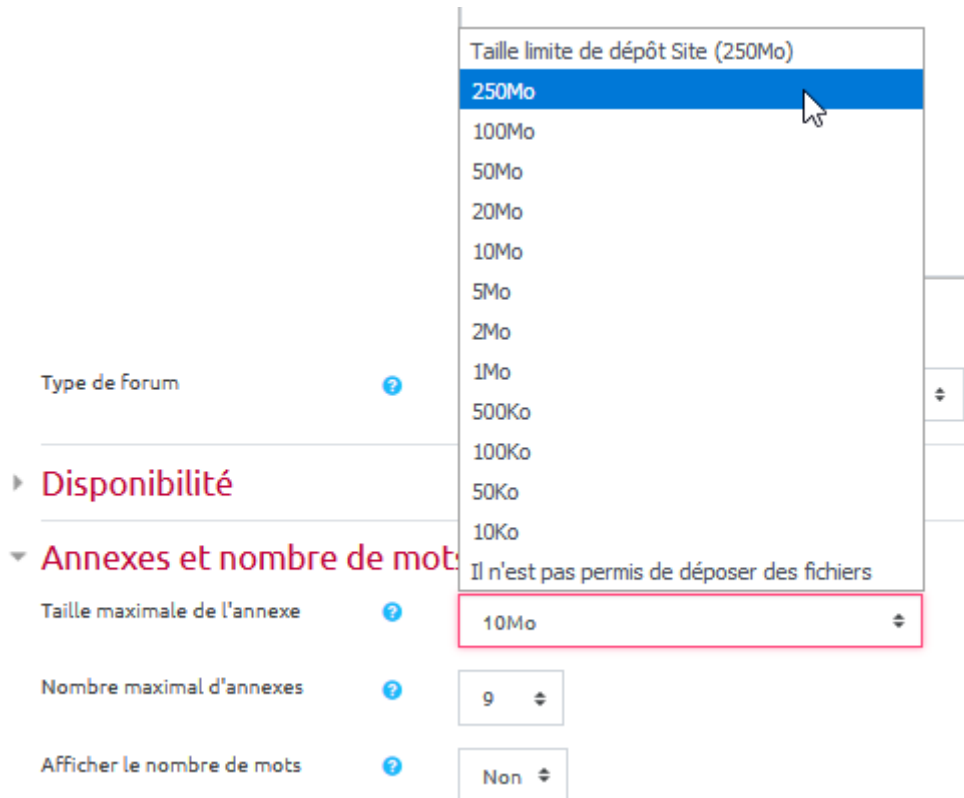 Taille limite de dépôt Site (250Mo)
250Mo
100Mo
50Mo
20Mo
10Mo
5Mo
2Mo
1Mo
500Ko
100Ko
50Ko
10Ko
Il n'est pas permis de déposer des fichiers
Type de forum
Disponibilité
Annexes et nombre de mots
Taille maximale de l'annexe
10Mo
Nombre maximal d'annexes
9
Afficher le nombre de mots
Non